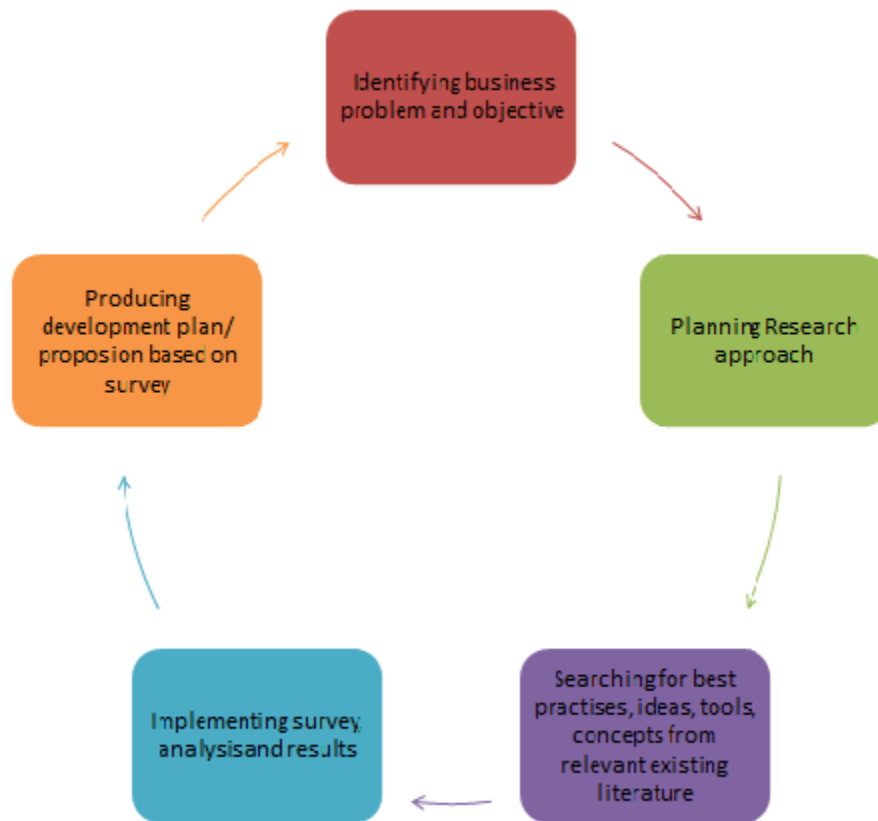 Identifying business
problem and objective
Planning Research
approach
Searching for best
practises, ideas, tools,
concepts from
relevant existing
literature
Implementing survey,
analysisand results
Producing
development plan/
proposion based on
survey